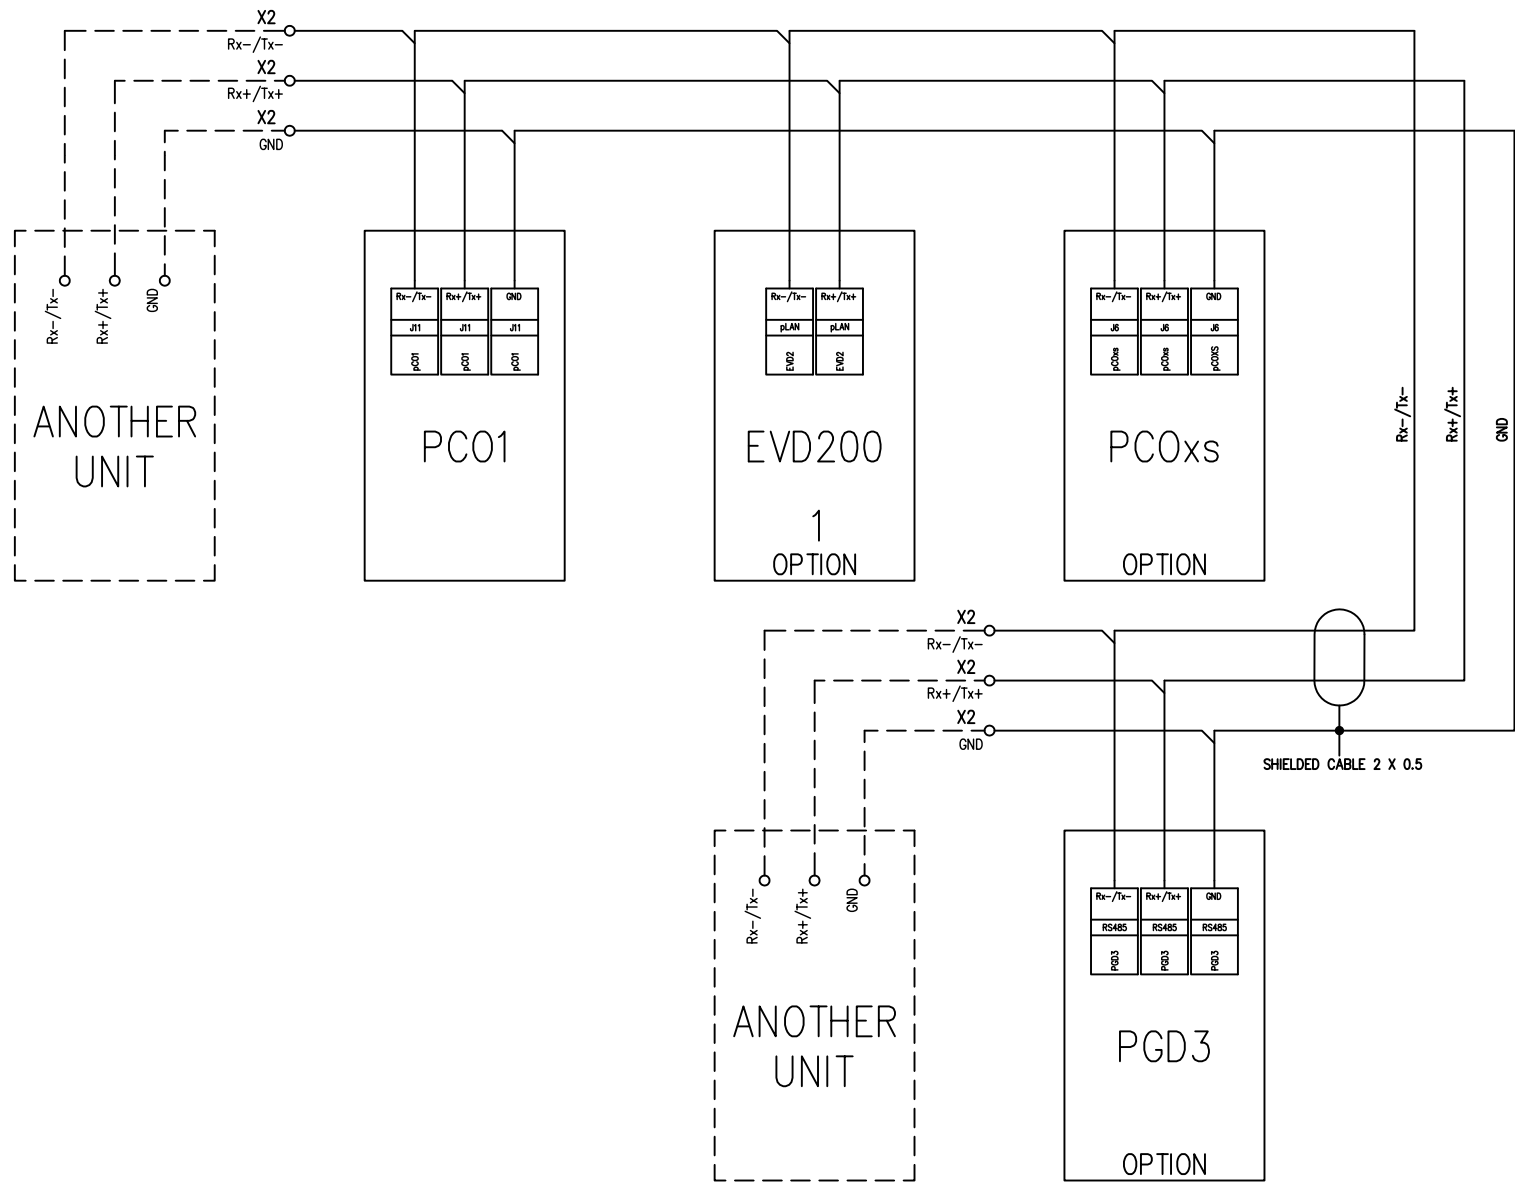 X2
Rx-/Tx-
X2
Rx+/Tx+
X2
GND
Rx-/Tx-
Rx+/Tx+
GND
ANOTHER
UNIT
Rx-/Tx- Rx+/Tx+ GND
J11 J11 J11
pCO1 pCO1 pCO1
PCO1
Rx-/Tx- Rx+/Tx+
pLAN pLAN
EVD2 EVD2
EVD200
1
OPTION
Rx-/Tx- Rx+/Tx+ GND
J6 J6 J6
pCOxs pCOxs pCOXS
PCOxs
OPTION
Rx-/Tx-
Rx+/Tx+
GND
X2
Rx-/Tx-
X2
Rx+/Tx+
X2
GND
SHIELDED CABLE 2 X 0.5
Rx-/Tx-
Rx+/Tx+
GND
ANOTHER
UNIT
Rx-/Tx- Rx+/Tx+ GND
RS485 RS485 RS485
PGD3 PGD3 PGD3
PGD3
OPTION